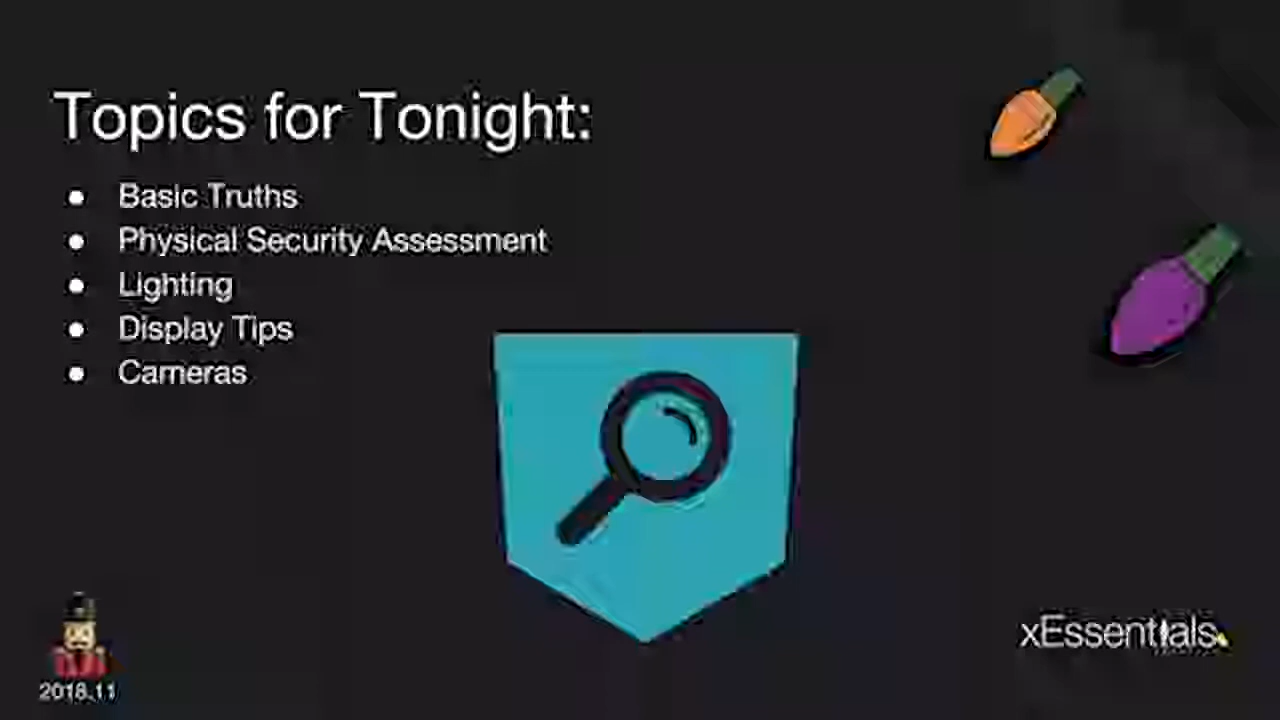 Topics for Tonight:
● Basic Truths
● Physical Security Assessment
● Lighting
● Display Tips
● Cameras
2018.11
xEssentials